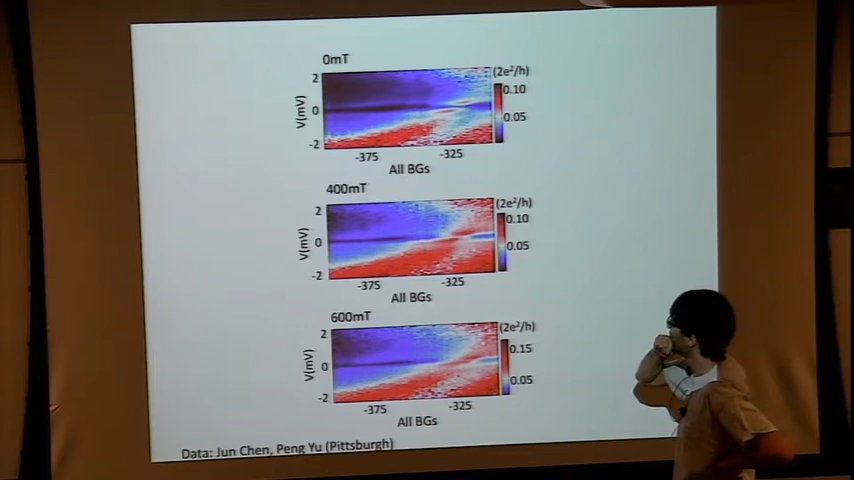 0mT
(2e²/h)
2
0
-2
V(mV)
0.10
0.05
-375
-325
All BGs
400mT
(2e²/h)
2
0
-2
V(mV)
0.10
0.05
-375
-325
All BGs
600mT
(2e²/h)
2
0
-2
V(mV)
0.15
0.05
-375
-325
All BGs
Data: Jun Chen, Peng Yu (Pittsburgh)